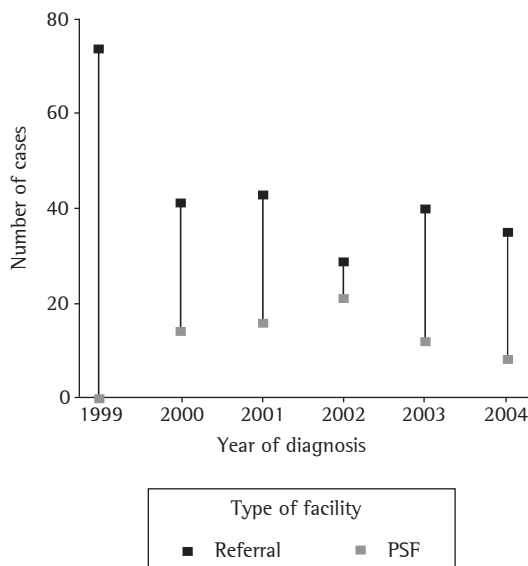 80
60
40
20
0
Number of cases
1999 2000 2001 2002 2003 2004
Year of diagnosis
Type of facility
Referral PSF